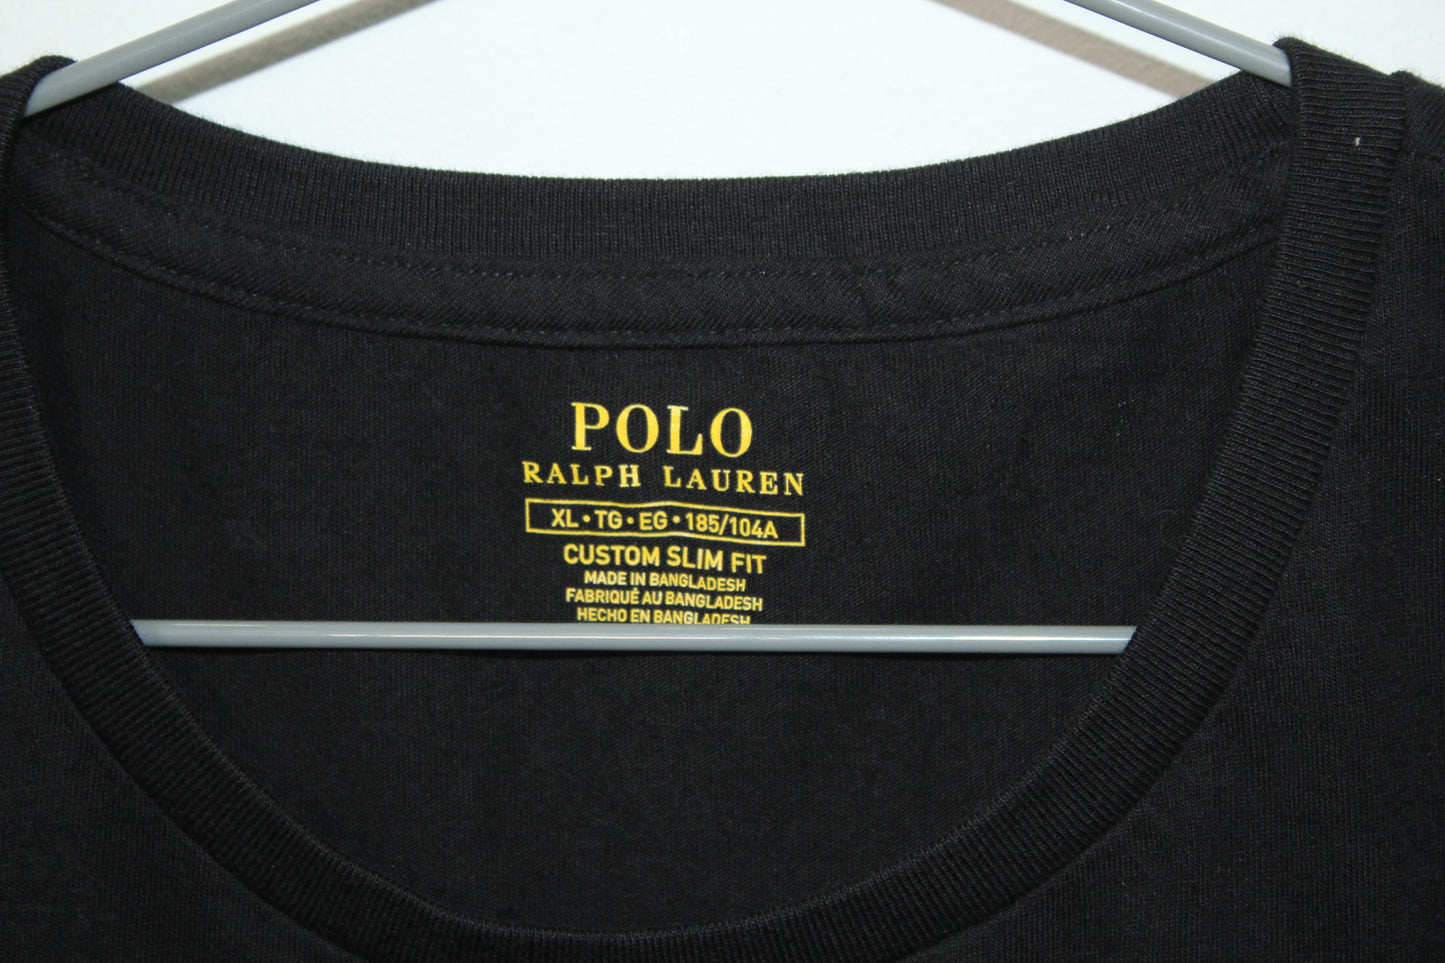 POLO
RALPH LAUREN
XL • TG • EG • 185/104A
CUSTOM SLIM FIT
MADE IN BANGLADESH
FABRIQUÉ AU BANGLADESH
HECHO EN BANGLADESH